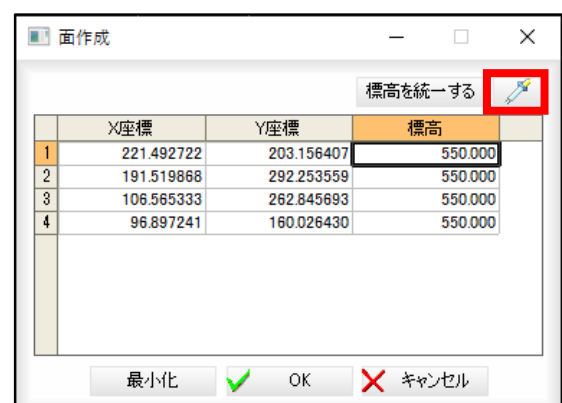 面作成
標高を統一する
X座標 Y座標 標高
1 221.492722 203.156407 550.000
2 191.519868 292.253559 550.000
3 106.565333 262.845693 550.000
4 96.897241 160.026430 550.000
最小化 OK キャンセル